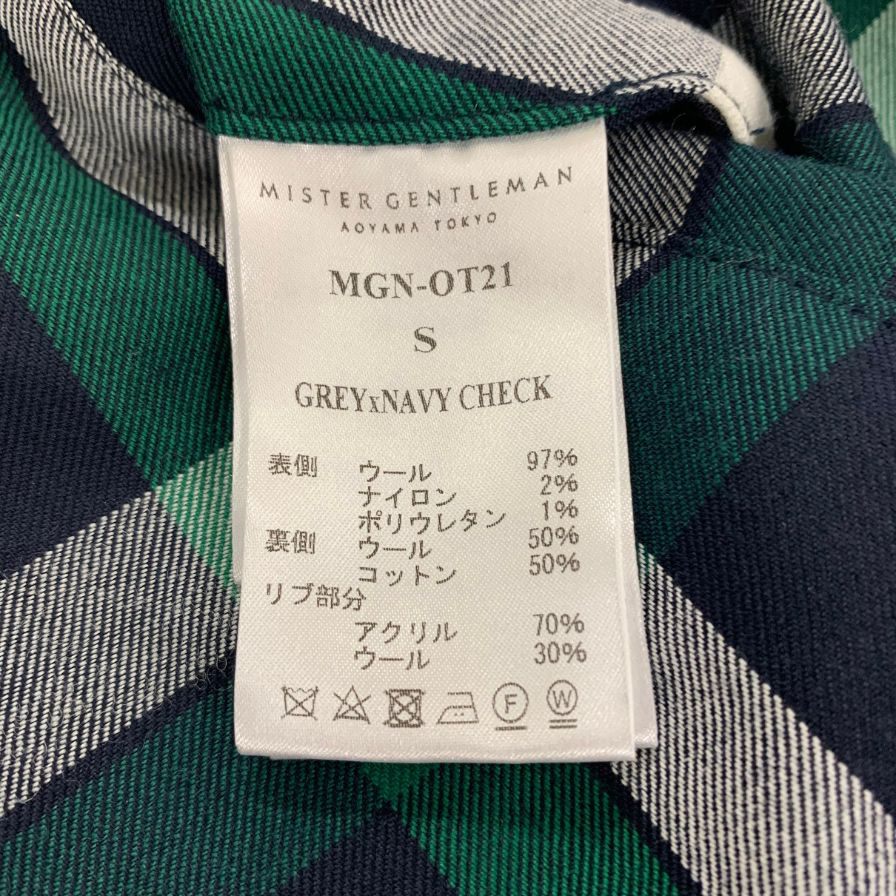 MISTER GENTLEMAN
AOYAMA TOKYO
MGN-OT21
S
GREYxNAVY CHECK
表側 ウール 97%
ナイロン 2%
ポリウレタン 1%
裏側 ウール 50%
コットン 50%
リブ部分
アクリル 70%
ウール 30%
F W